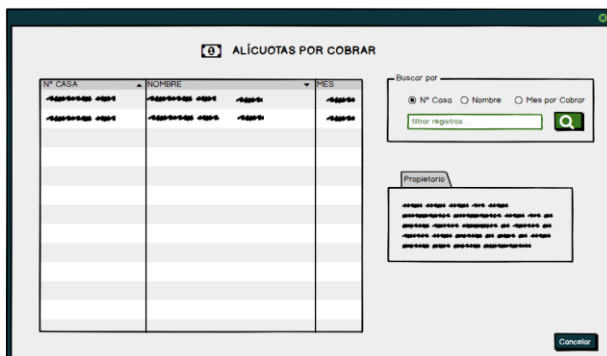 ALÍCUOTAS POR COBRAR
N° CASA NOMBRE MES
Buscar por
N° Casa Nombre Mes por Cobrar
filtrar registros...
Propietario
Cancelar